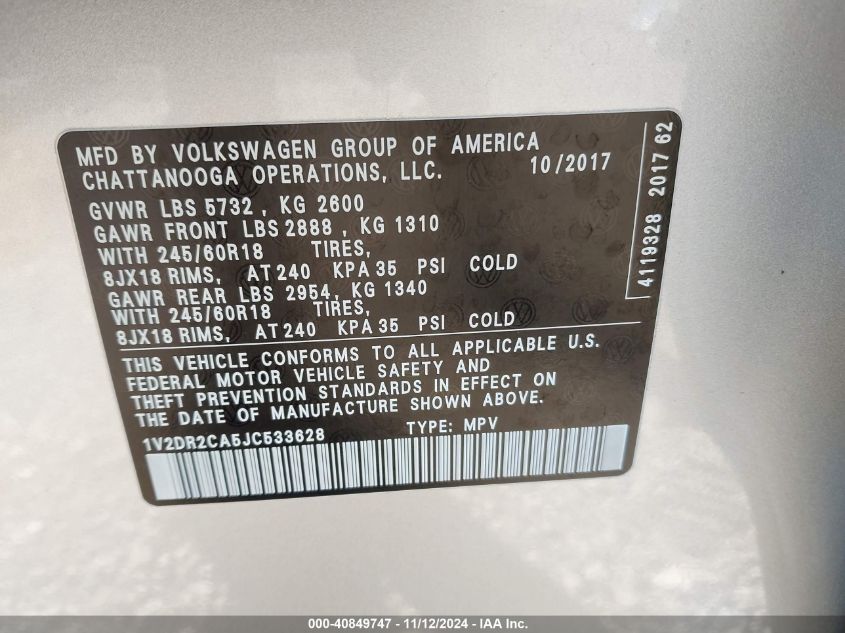 MFD BY VOLKSWAGEN GROUP OF AMERICA
CHATTANOOGA OPERATIONS, LLC. 10/2017
GVWR LBS 5732 , KG 2600
GAWR FRONT LBS 2888 , KG 1310
WITH 245/60R18 TIRES,
8JX18 RIMS, AT 240 KPA 35 PSI COLD
GAWR REAR LBS 2954, KG 1340
WITH 245/60R18 TIRES,
8JX18 RIMS, AT 240 KPA 35 PSI COLD
THIS VEHICLE CONFORMS TO ALL APPLICABLE U.S.
FEDERAL MOTOR VEHICLE SAFETY AND
THEFT PREVENTION STANDARDS IN EFFECT ON
THE DATE OF MANUFACTURE SHOWN ABOVE.
1V2DR2CA5JC533628 TYPE: MPV
4119328 2017 62
000-40849747 - 11/12/2024 - IAA Inc.